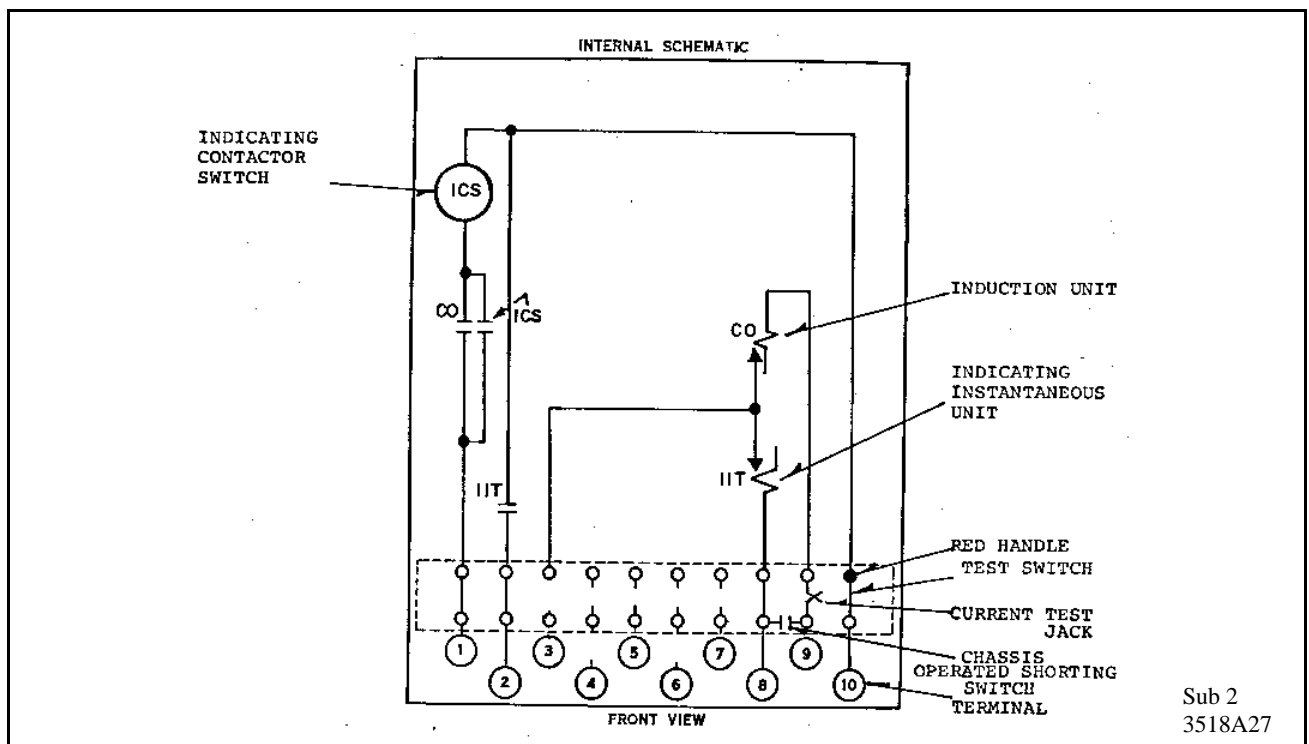 INTERNAL SCHEMATIC
INDICATING
CONTACTOR
SWITCH
ICS
CO
ICS
IIT
CO
IIT
INDUCTION UNIT
INDICATING
INSTANTANEOUS
UNIT
RED HANDLE
TEST SWITCH
CURRENT TEST
JACK
CHASSIS
OPERATED SHORTING
SWITCH
TERMINAL
1
2
3
4
5
6
7
8
9
10
FRONT VIEW
Sub 2
3518A27